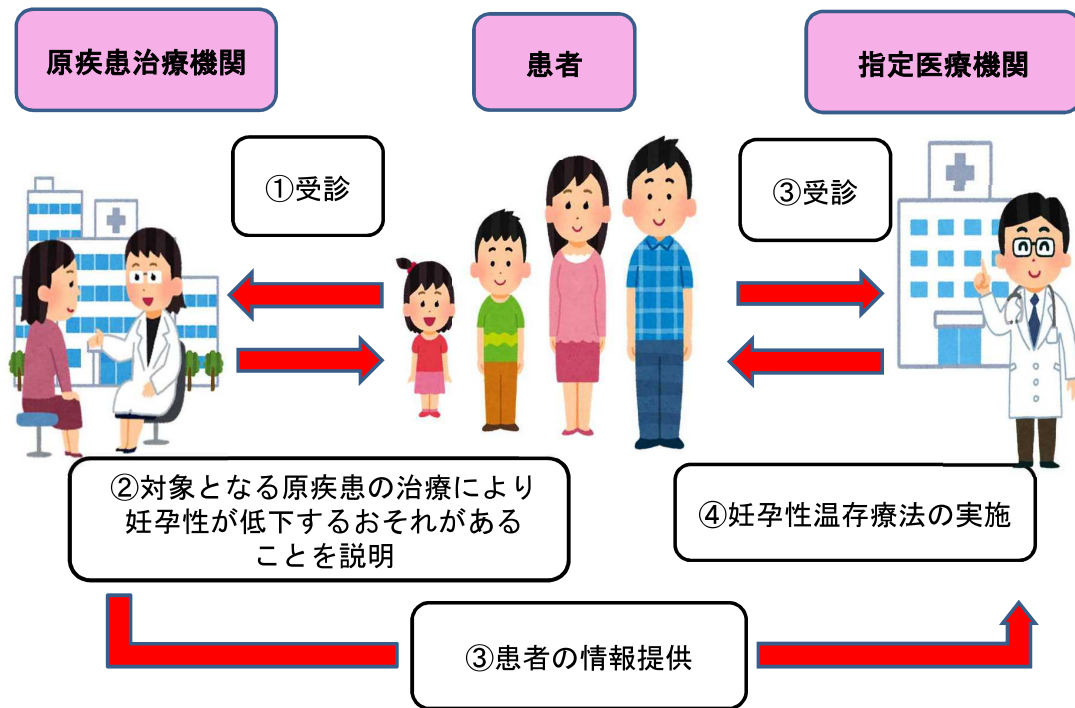 原疾患治療機関
患者
指定医療機関
①受診
③受診
②対象となる原疾患の治療により
妊孕性が低下するおそれがある
ことを説明
④妊孕性温存療法の実施
③患者の情報提供